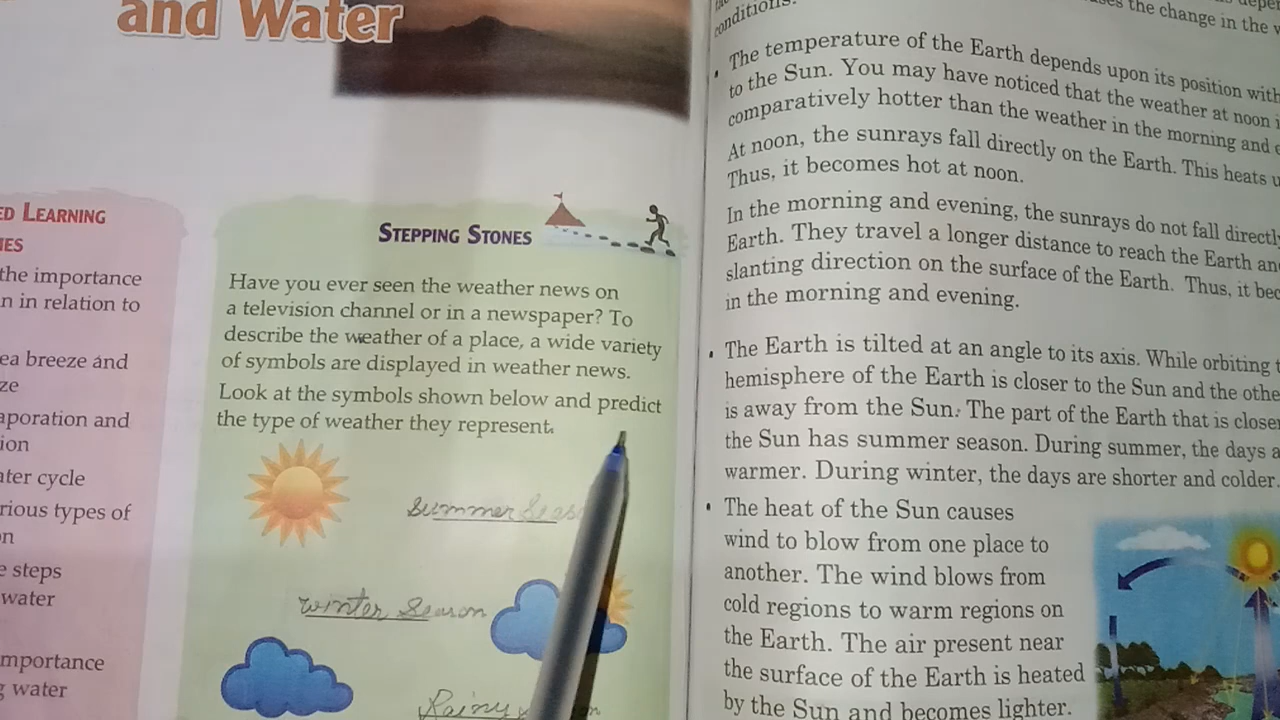 and Water
ED LEARNING
the importance
n in relation to
ea breeze and
ze
aporation and
ion
ater cycle
rious types of
n
e steps
water
mportance
g water
STEPPING STONES
Have you ever seen the weather news on
a television channel or in a newspaper? To
describe the weather of a place, a wide variety
of symbols are displayed in weather news.
Look at the symbols shown below and predict
the type of weather they represent.
Summer Seas
winter Season
Rainy
conditions.
es the change in the
The temperature of the Earth depends upon its position with
to the Sun. You may have noticed that the weather at noon i
comparatively hotter than the weather in the morning and e
At noon, the sunrays fall directly on the Earth. This heats u
Thus, it becomes hot at noon.
In the morning and evening, the sunrays do not fall directly
Earth. They travel a longer distance to reach the Earth and
slanting direction on the surface of the Earth. Thus, it bec
in the morning and evening.
The Earth is tilted at an angle to its axis. While orbiting t
hemisphere of the Earth is closer to the Sun and the othe
is away from the Sun. The part of the Earth that is closer
the Sun has summer season. During summer, the days a
warmer. During winter, the days are shorter and colder.
The heat of the Sun causes
wind to blow from one place to
another. The wind blows from
cold regions to warm regions on
the Earth. The air present near
the surface of the Earth is heated
by the Sun and becomes lighter.